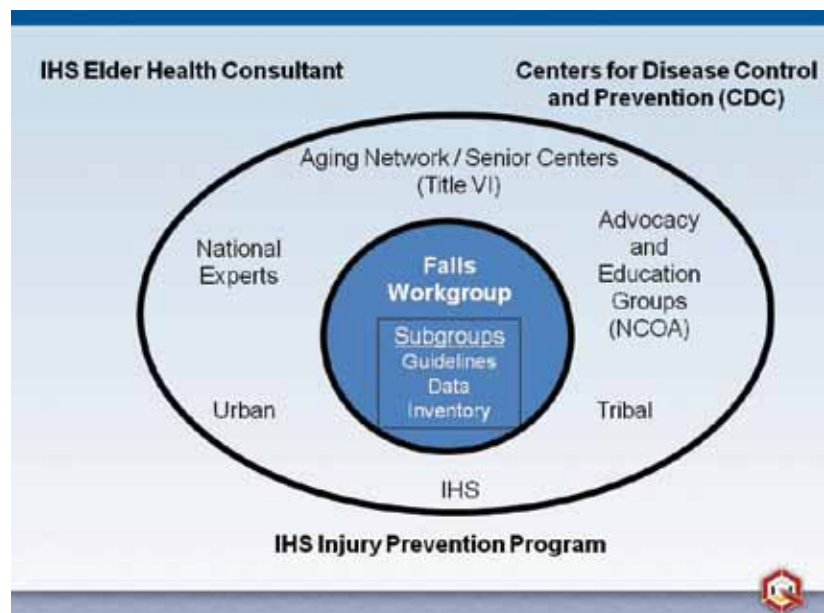 IHS Elder Health Consultant
Centers for Disease Control
and Prevention (CDC)
Aging Network / Senior Centers
(Title VI)
National
Experts
Advocacy
and
Education
Groups
(NCOA)
Falls
Workgroup
Subgroups
Guidelines
Data
Inventory
Urban
Tribal
IHS
IHS Injury Prevention Program